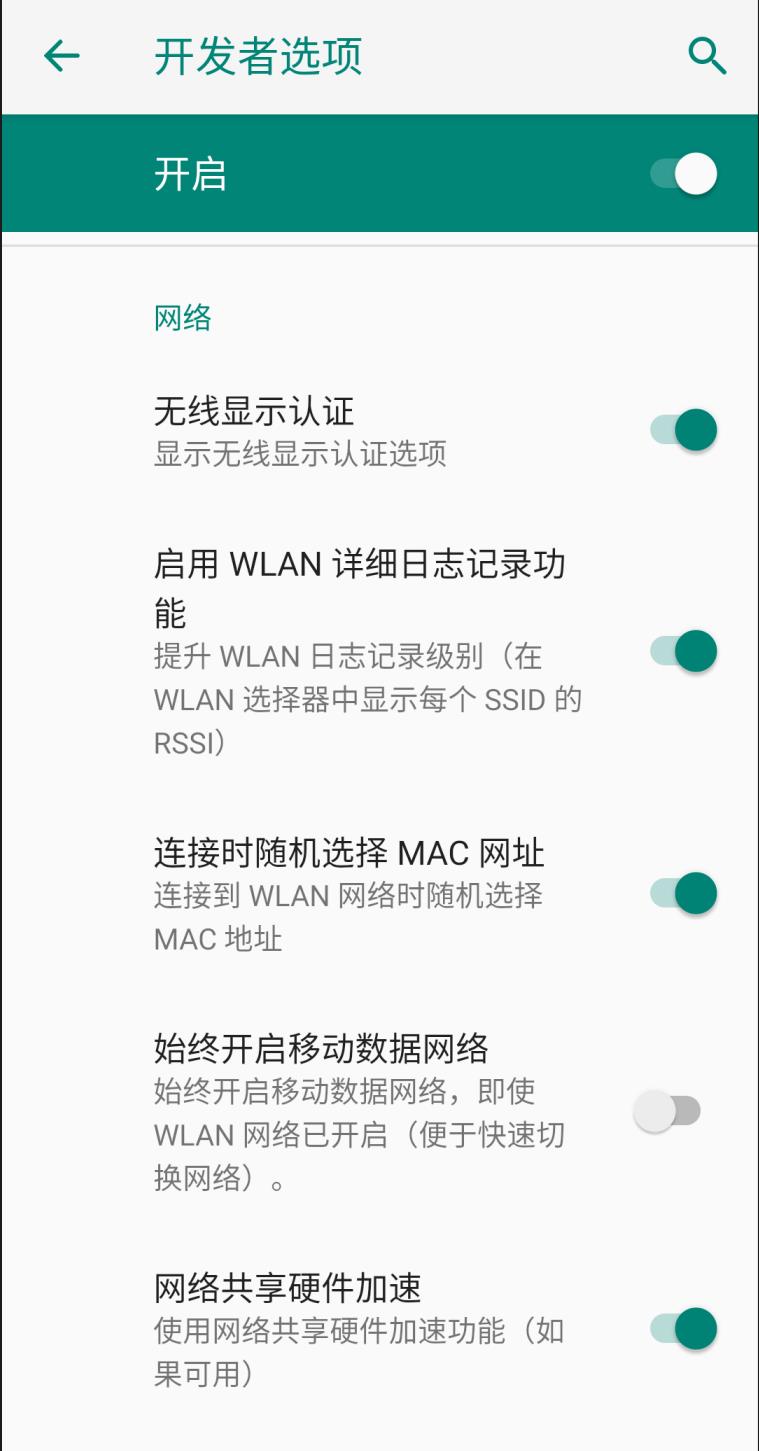 开发者选项
开启
网络
无线显示认证
显示无线显示认证选项
启用 WLAN 详细日志记录功
能
提升 WLAN 日志记录级别（在
WLAN 选择器中显示每个 SSID 的
RSSI）
连接时随机选择 MAC 网址
连接到 WLAN 网络时随机选择
MAC 地址
始终开启移动数据网络
始终开启移动数据网络，即使
WLAN 网络已开启（便于快速切
换网络）。
网络共享硬件加速
使用网络共享硬件加速功能（如
果可用）